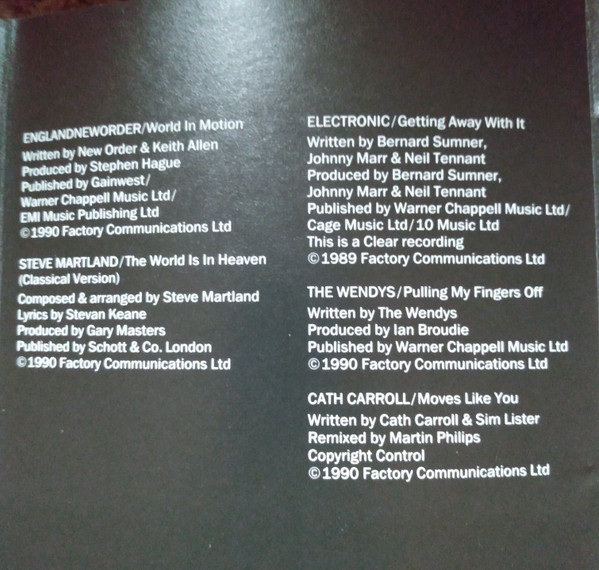 ENGLANDNEWORDER/World In Motion
Written by New Order & Keith Allen
Produced by Stephen Hague
Published by Gainwest/
Warner Chappell Music Ltd/
EMI Music Publishing Ltd
©1990 Factory Communications Ltd
STEVE MARTLAND/The World Is In Heaven
(Classical Version)
Composed & arranged by Steve Martland
Lyrics by Stevan Keane
Produced by Gary Masters
Published by Schott & Co. London
©1990 Factory Communications Ltd
ELECTRONIC/Getting Away With It
Written by Bernard Sumner,
Johnny Marr & Neil Tennant
Produced by Bernard Sumner,
Johnny Marr & Neil Tennant
Published by Warner Chappell Music Ltd/
Cage Music Ltd/10 Music Ltd
This is a Clear recording
©1989 Factory Communications Ltd
THE WENDYS/Pulling My Fingers Off
Written by The Wendys
Produced by Ian Broudie
Published by Warner Chappell Music Ltd
©1990 Factory Communications Ltd
CATH CARROLL/Moves Like You
Written by Cath Carroll & Sim Lister
Remixed by Martin Philips
Copyright Control
©1990 Factory Communications Ltd